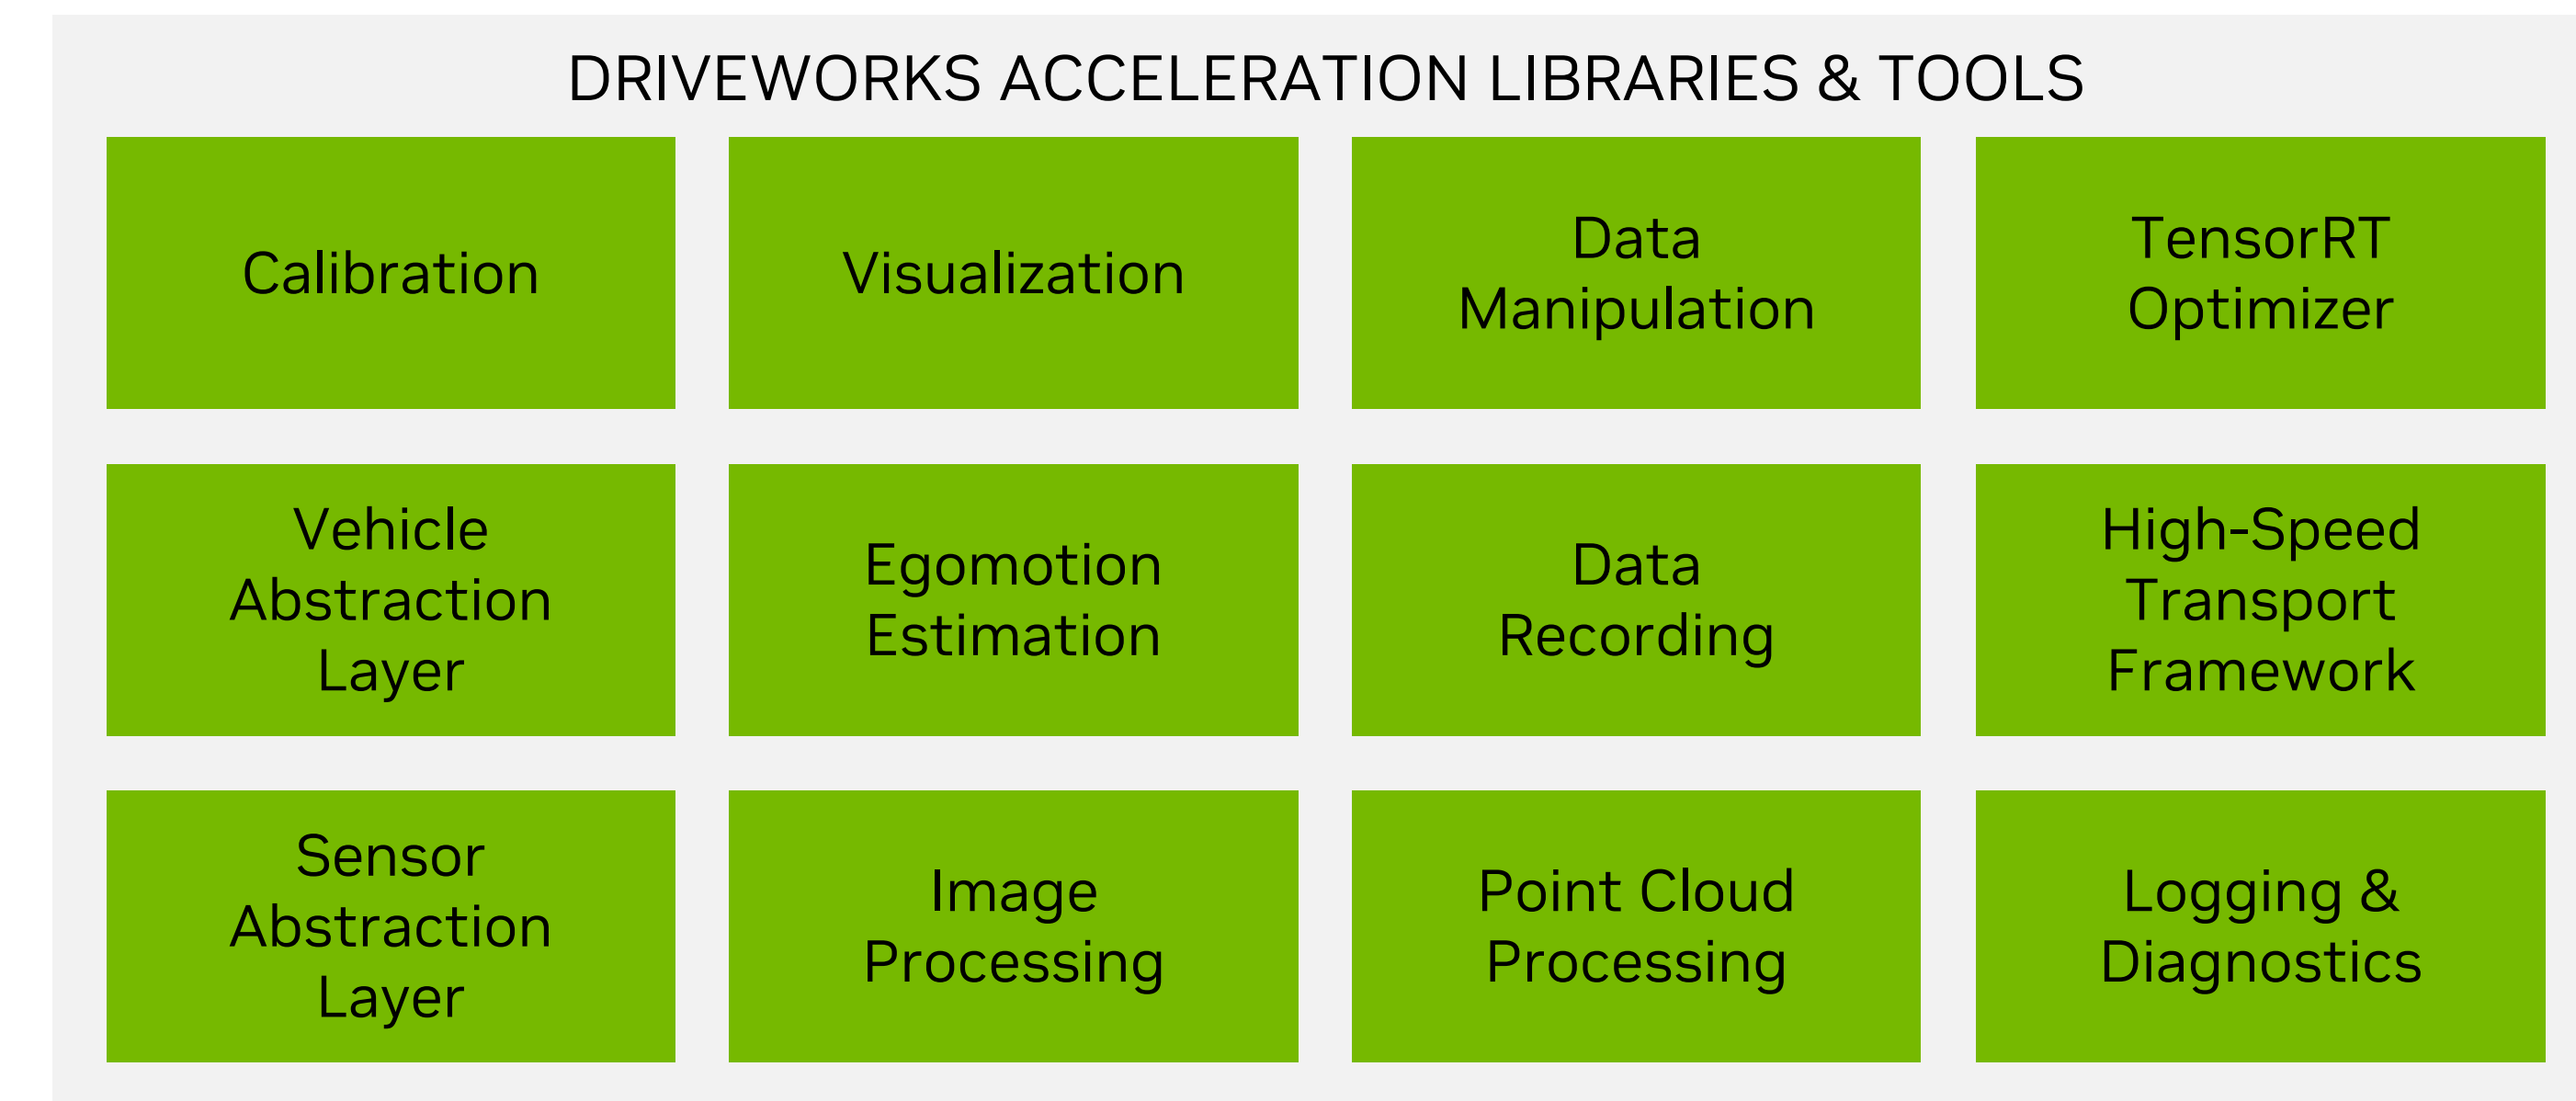 DRIVEWORKS ACCELERATION LIBRARIES & TOOLS
Calibration
Visualization
Data
Manipulation
TensorRT
Optimizer
Vehicle
Abstraction
Layer
Egomotion
Estimation
Data
Recording
High-Speed
Transport
Framework
Sensor
Abstraction
Layer
Image
Processing
Point Cloud
Processing
Logging &
Diagnostics